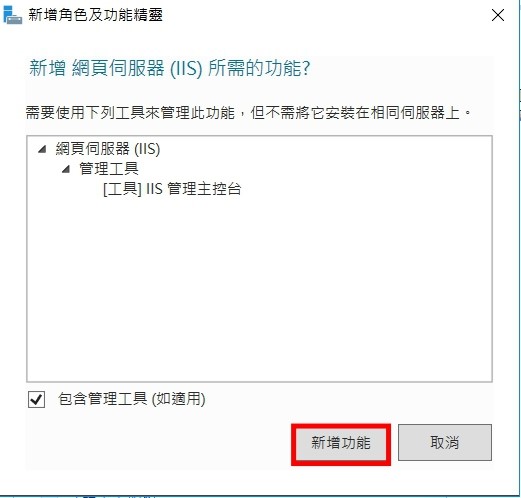 新增角色及功能精靈
新增 網頁伺服器 (IIS) 所需的功能?
需要使用下列工具來管理此功能，但不需將它安裝在相同伺服器上。
網頁伺服器 (IIS)
管理工具
[工具] IIS 管理主控台
包含管理工具 (如適用)
新增功能
取消